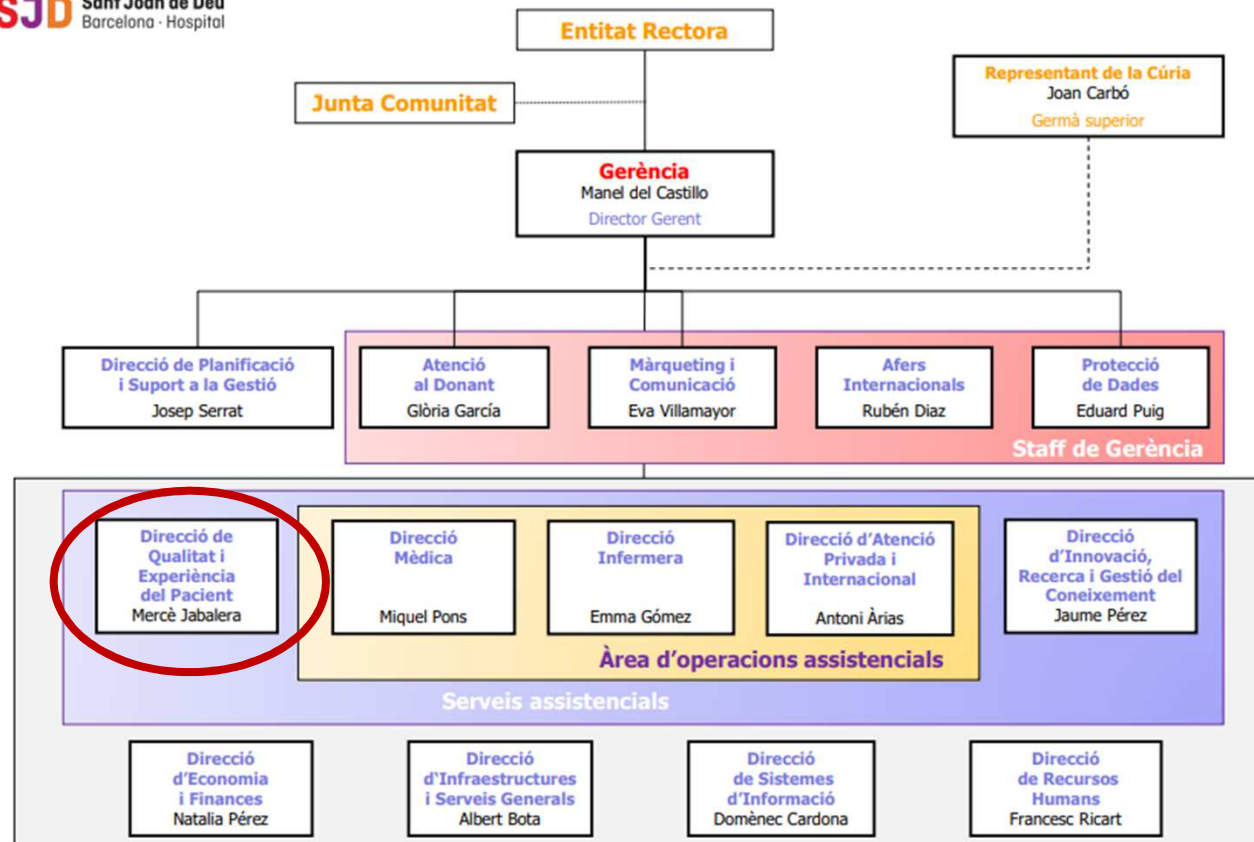 SJD Sant Joan de Déu
Barcelona · Hospital
Entitat Rectora
Junta Comunitat
Representant de la Cúria
Joan Carbó
Germà superior
Gerència
Manel del Castillo
Director Gerent
Direcció de Planificació
i Suport a la Gestió
Josep Serrat
Atenció
al Donant
Glòria García
Màrqueting i
Comunicació
Eva Villamayor
Afers
Internacionals
Rubén Diaz
Protecció
de Dades
Eduard Puig
Staff de Gerència
Direcció de
Qualitat i
Experiència
del Pacient
Mercè Jabalera
Direcció
Mèdica
Miquel Pons
Direcció
Infermera
Emma Gómez
Direcció d'Atenció
Privada i
Internacional
Antoni Àrias
Direcció
d'Innovació,
Recerca i Gestió del
Coneixement
Jaume Pérez
Àrea d'operacions assistencials
Serveis assistencials
Direcció
d'Economia
i Finances
Natalia Pérez
Direcció
d'Infraestructures
i Serveis Generals
Albert Bota
Direcció
de Sistemes
d'Informació
Domènec Cardona
Direcció
de Recursos
Humans
Francesc Ricart